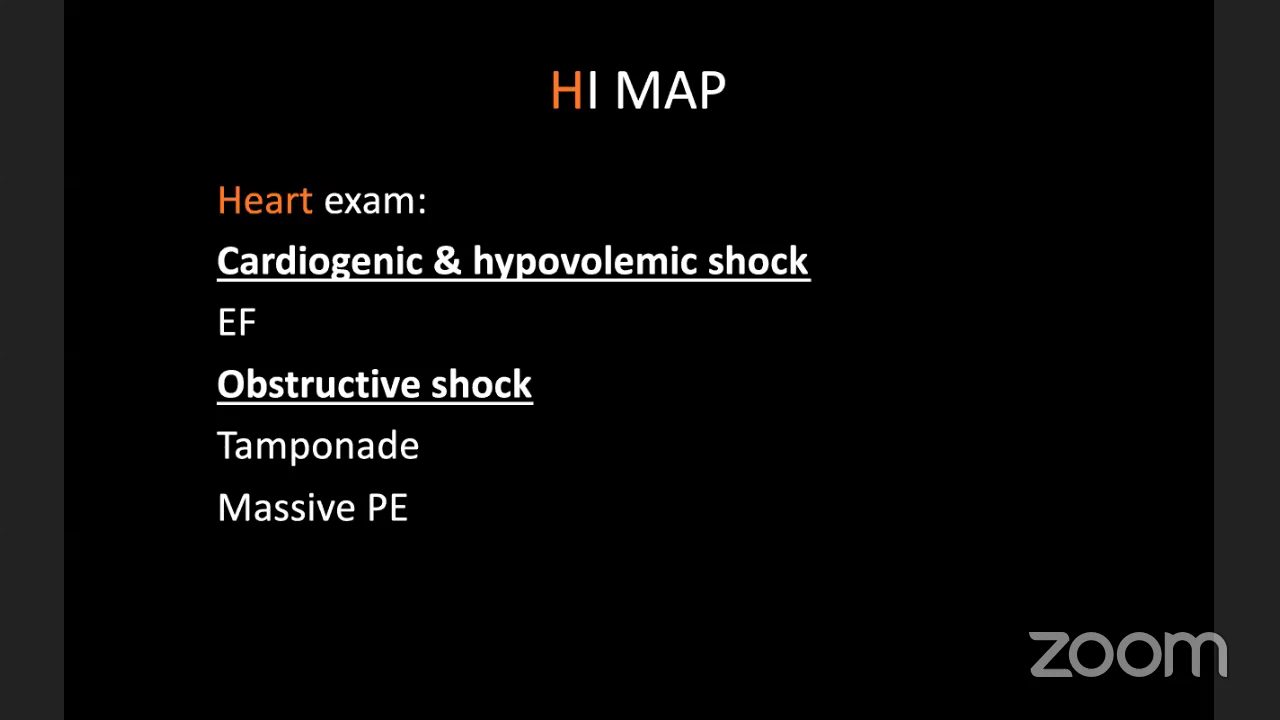 HI MAP
Heart exam:
Cardiogenic & hypovolemic shock
EF
Obstructive shock
Tamponade
Massive PE
zoom